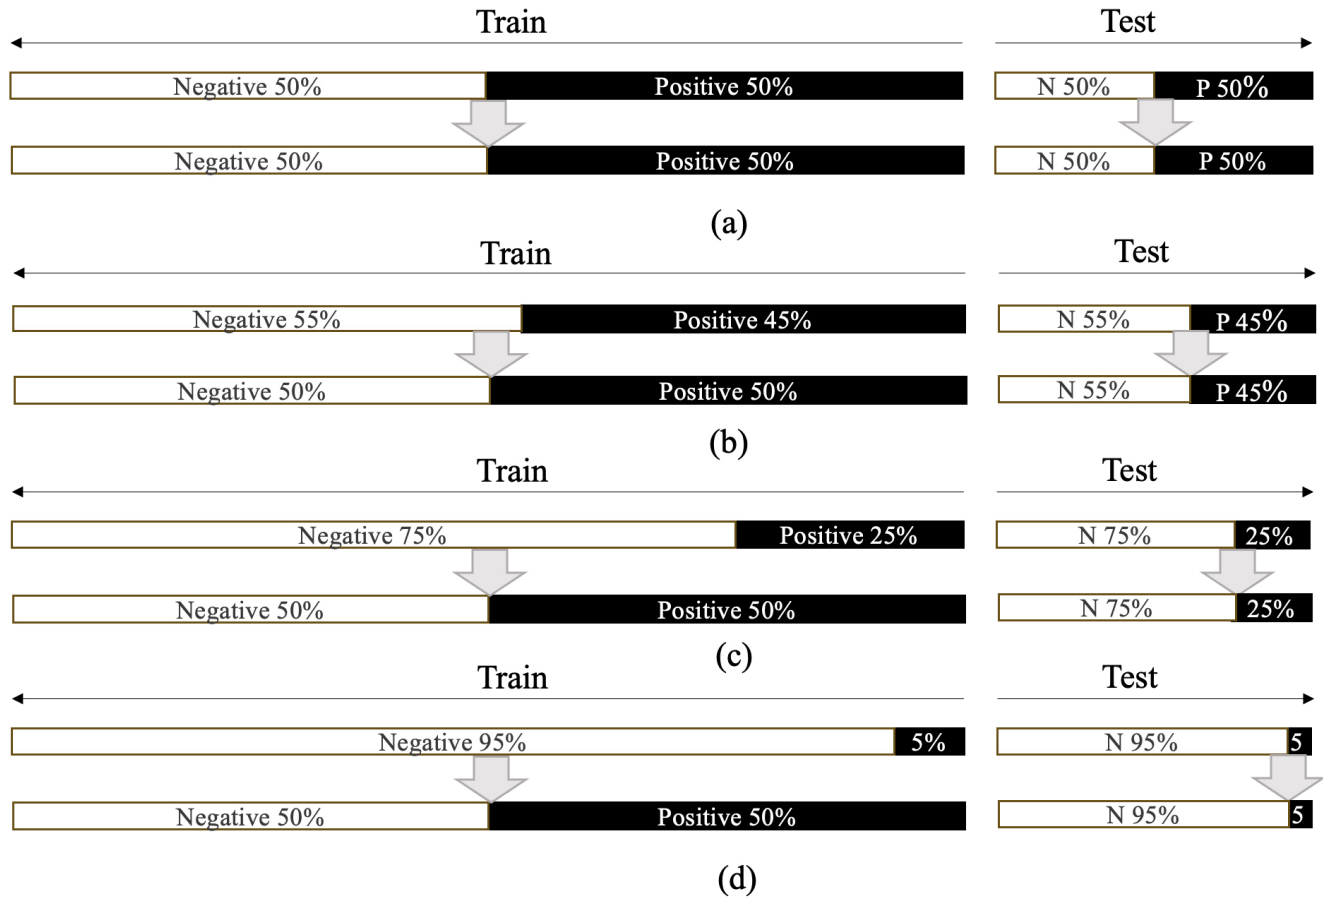 Train Test
Negative 50% Positive 50% N 50% P 50%
Negative 50% Positive 50% N 50% P 50%
(a)
Train Test
Negative 55% Positive 45% N 55% P 45%
Negative 50% Positive 50% N 55% P 45%
(b)
Train Test
Negative 75% Positive 25% N 75% 25%
Negative 50% Positive 50% N 75% 25%
(c)
Train Test
Negative 95% 5% N 95% 5
Negative 50% Positive 50% N 95% 5
(d)